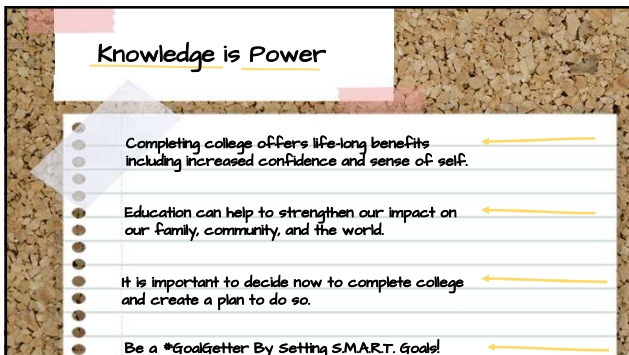 Knowledge is Power
Completing college offers life-long benefits
including increased confidence and sense of self.
Education can help to strengthen our impact on
our family, community, and the world.
It is important to decide now to complete college
and create a plan to do so.
Be a #GoalGetter By Setting S.M.A.R.T. Goals!